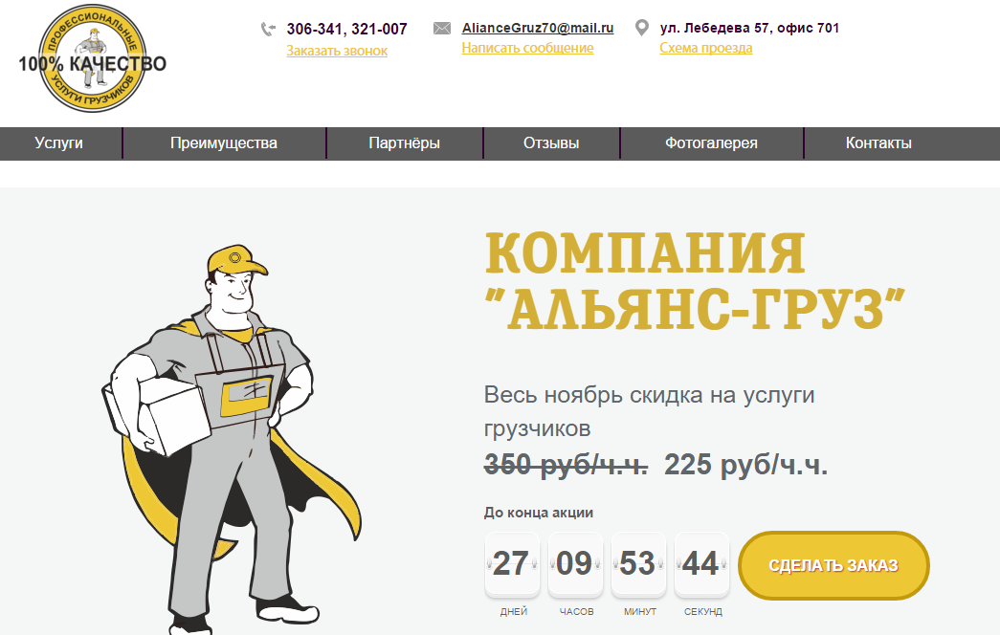 ПРОФЕССИОНАЛЬНЫЕ
100% КАЧЕСТВО
УСЛУГИ ГРУЗЧИКОВ
306-341, 321-007
Заказать звонок
AlianceGruz70@mail.ru
Написать сообщение
ул. Лебедева 57, офис 701
Схема проезда
Услуги
Преимущества
Партнёры
Отзывы
Фотогалерея
Контакты
КОМПАНИЯ
"АЛЬЯНС-ГРУЗ"
Весь ноябрь скидка на услуги
грузчиков
350 руб/ч.ч. 225 руб/ч.ч.
До конца акции
27 09 53 44
ДНЕЙ ЧАСОВ МИНУТ СЕКУНД
СДЕЛАТЬ ЗАКАЗ